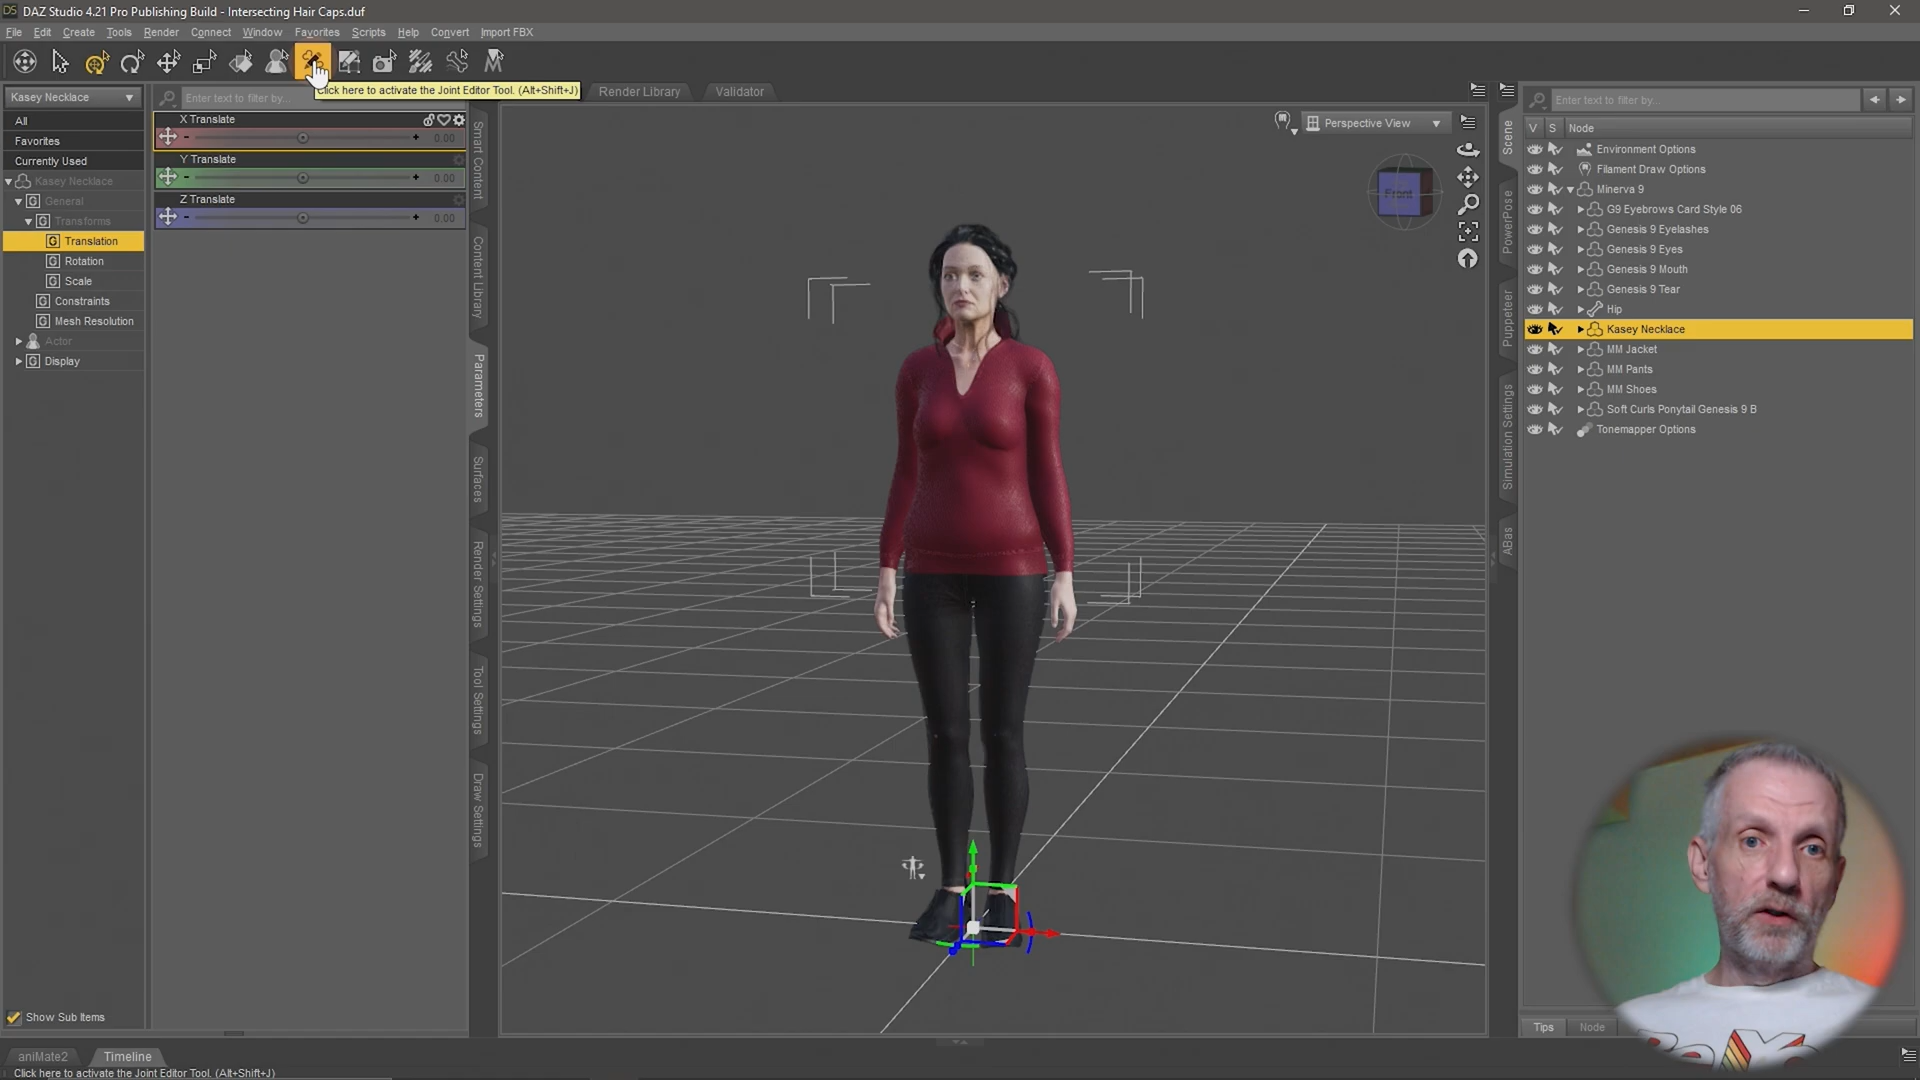 DAZ Studio 4.21 Pro Publishing Build - Intersecting Hair Caps.duf
File Edit Create Tools Render Connect Window Favorites Scripts Help Convert Import FBX
Click here to activate the Joint Editor Tool. (Alt+Shift+J)
Render Library
Validator
Kasey Necklace
Enter text to filter by...
All
Favorites
Currently Used
Kasey Necklace
General
Transforms
Translation
Rotation
Scale
Constraints
Mesh Resolution
Actor
Display
Show Sub Items
X Translate
0.00
Y Translate
0.00
Z Translate
0.00
Smart Content
Content Library
Parameters
Surfaces
Render Settings
Tool Settings
Draw Settings
Perspective View
Front
Scene
PowerPose
Puppeteer
Simulation Settings
ABas
Enter text to filter by...
V S Node
Environment Options
Filament Draw Options
Minerva 9
G9 Eyebrows Card Style 06
Genesis 9 Eyelashes
Genesis 9 Eyes
Genesis 9 Mouth
Genesis 9 Tear
Hip
Kasey Necklace
MM Jacket
MM Pants
MM Shoes
Soft Curls Ponytail Genesis 9 B
Tonemapper Options
Tips
Node
aniMate2
Timeline
Click here to activate the Joint Editor Tool. (Alt+Shift+J)